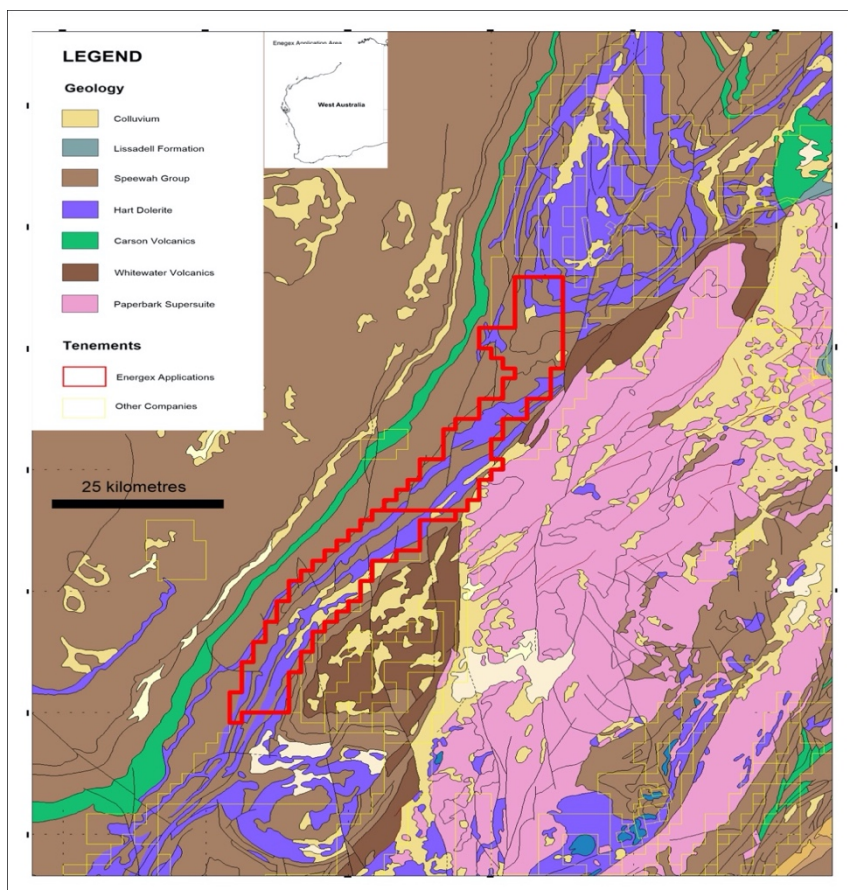 LEGEND
Geology
Colluvium
Lissadell Formation
Speewah Group
Hart Dolerite
Carson Volcanics
Whitewater Volcanics
Paperbark Supersuite
Tenements
Energex Applications
Other Companies
Energex Application Area
West Australia
25 kilometres